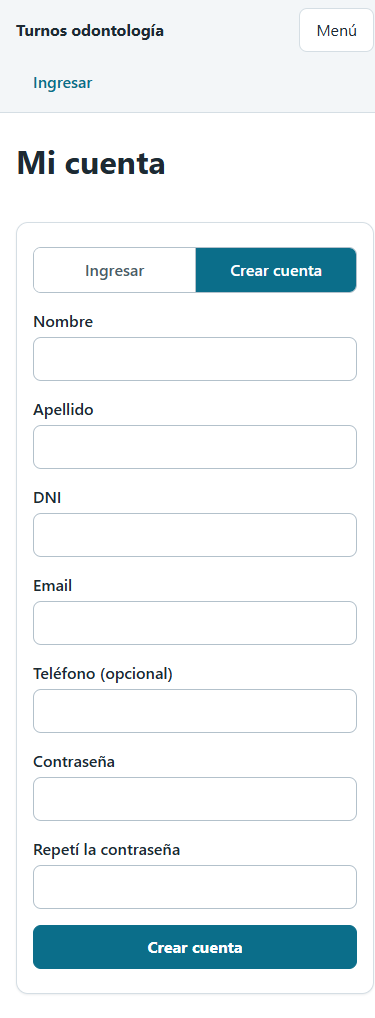 Turnos odontología
Menú
Ingresar
Mi cuenta
Ingresar
Crear cuenta
Nombre
Apellido
DNI
Email
Teléfono (opcional)
Contraseña
Repetí la contraseña
Crear cuenta